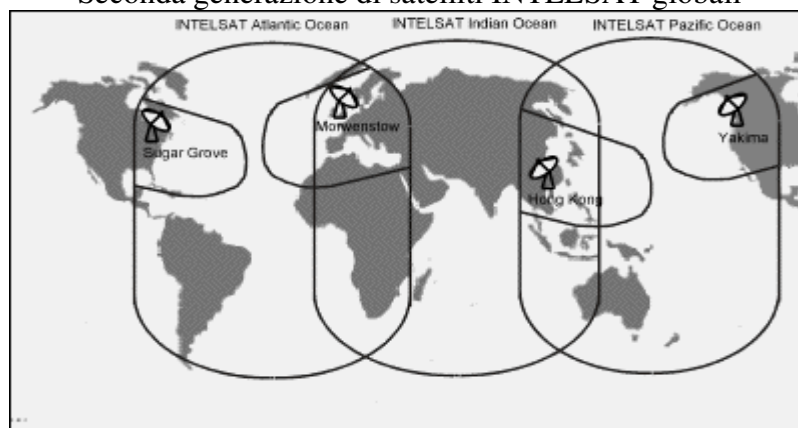 Seconda generazione di satelliti INTELSAT globali
INTELSAT Atlantic Ocean
INTELSAT Indian Ocean
INTELSAT Pazific Ocean
Morwenstow
Yakima
Sugar Grove
Hong Kong